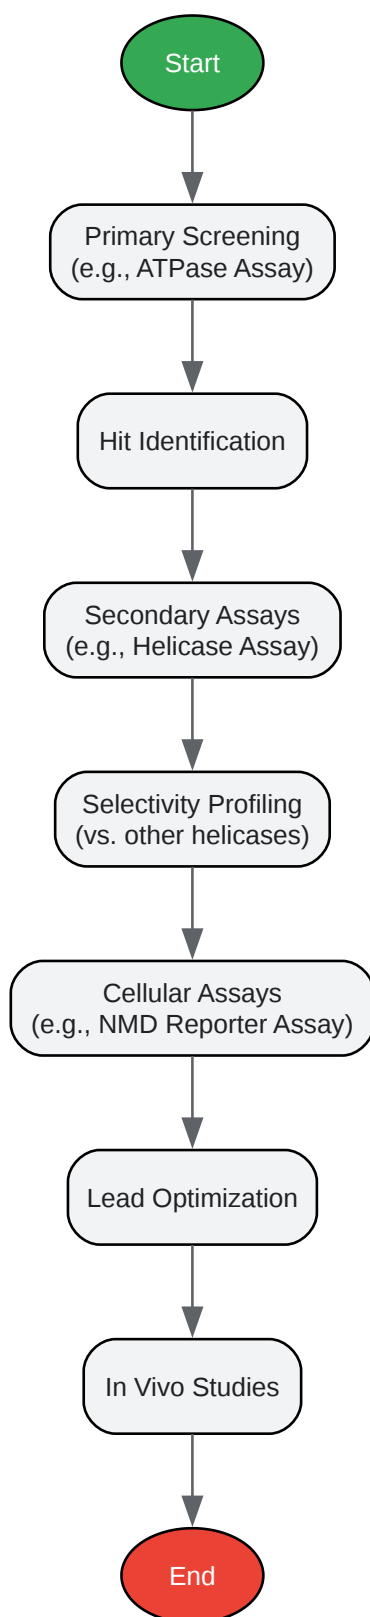 Start
Primary Screening
(e.g., ATPase Assay)
Hit Identification
Secondary Assays
(e.g., Helicase Assay)
Selectivity Profiling
(vs. other helicases)
Cellular Assays
(e.g., NMD Reporter Assay)
Lead Optimization
In Vivo Studies
End